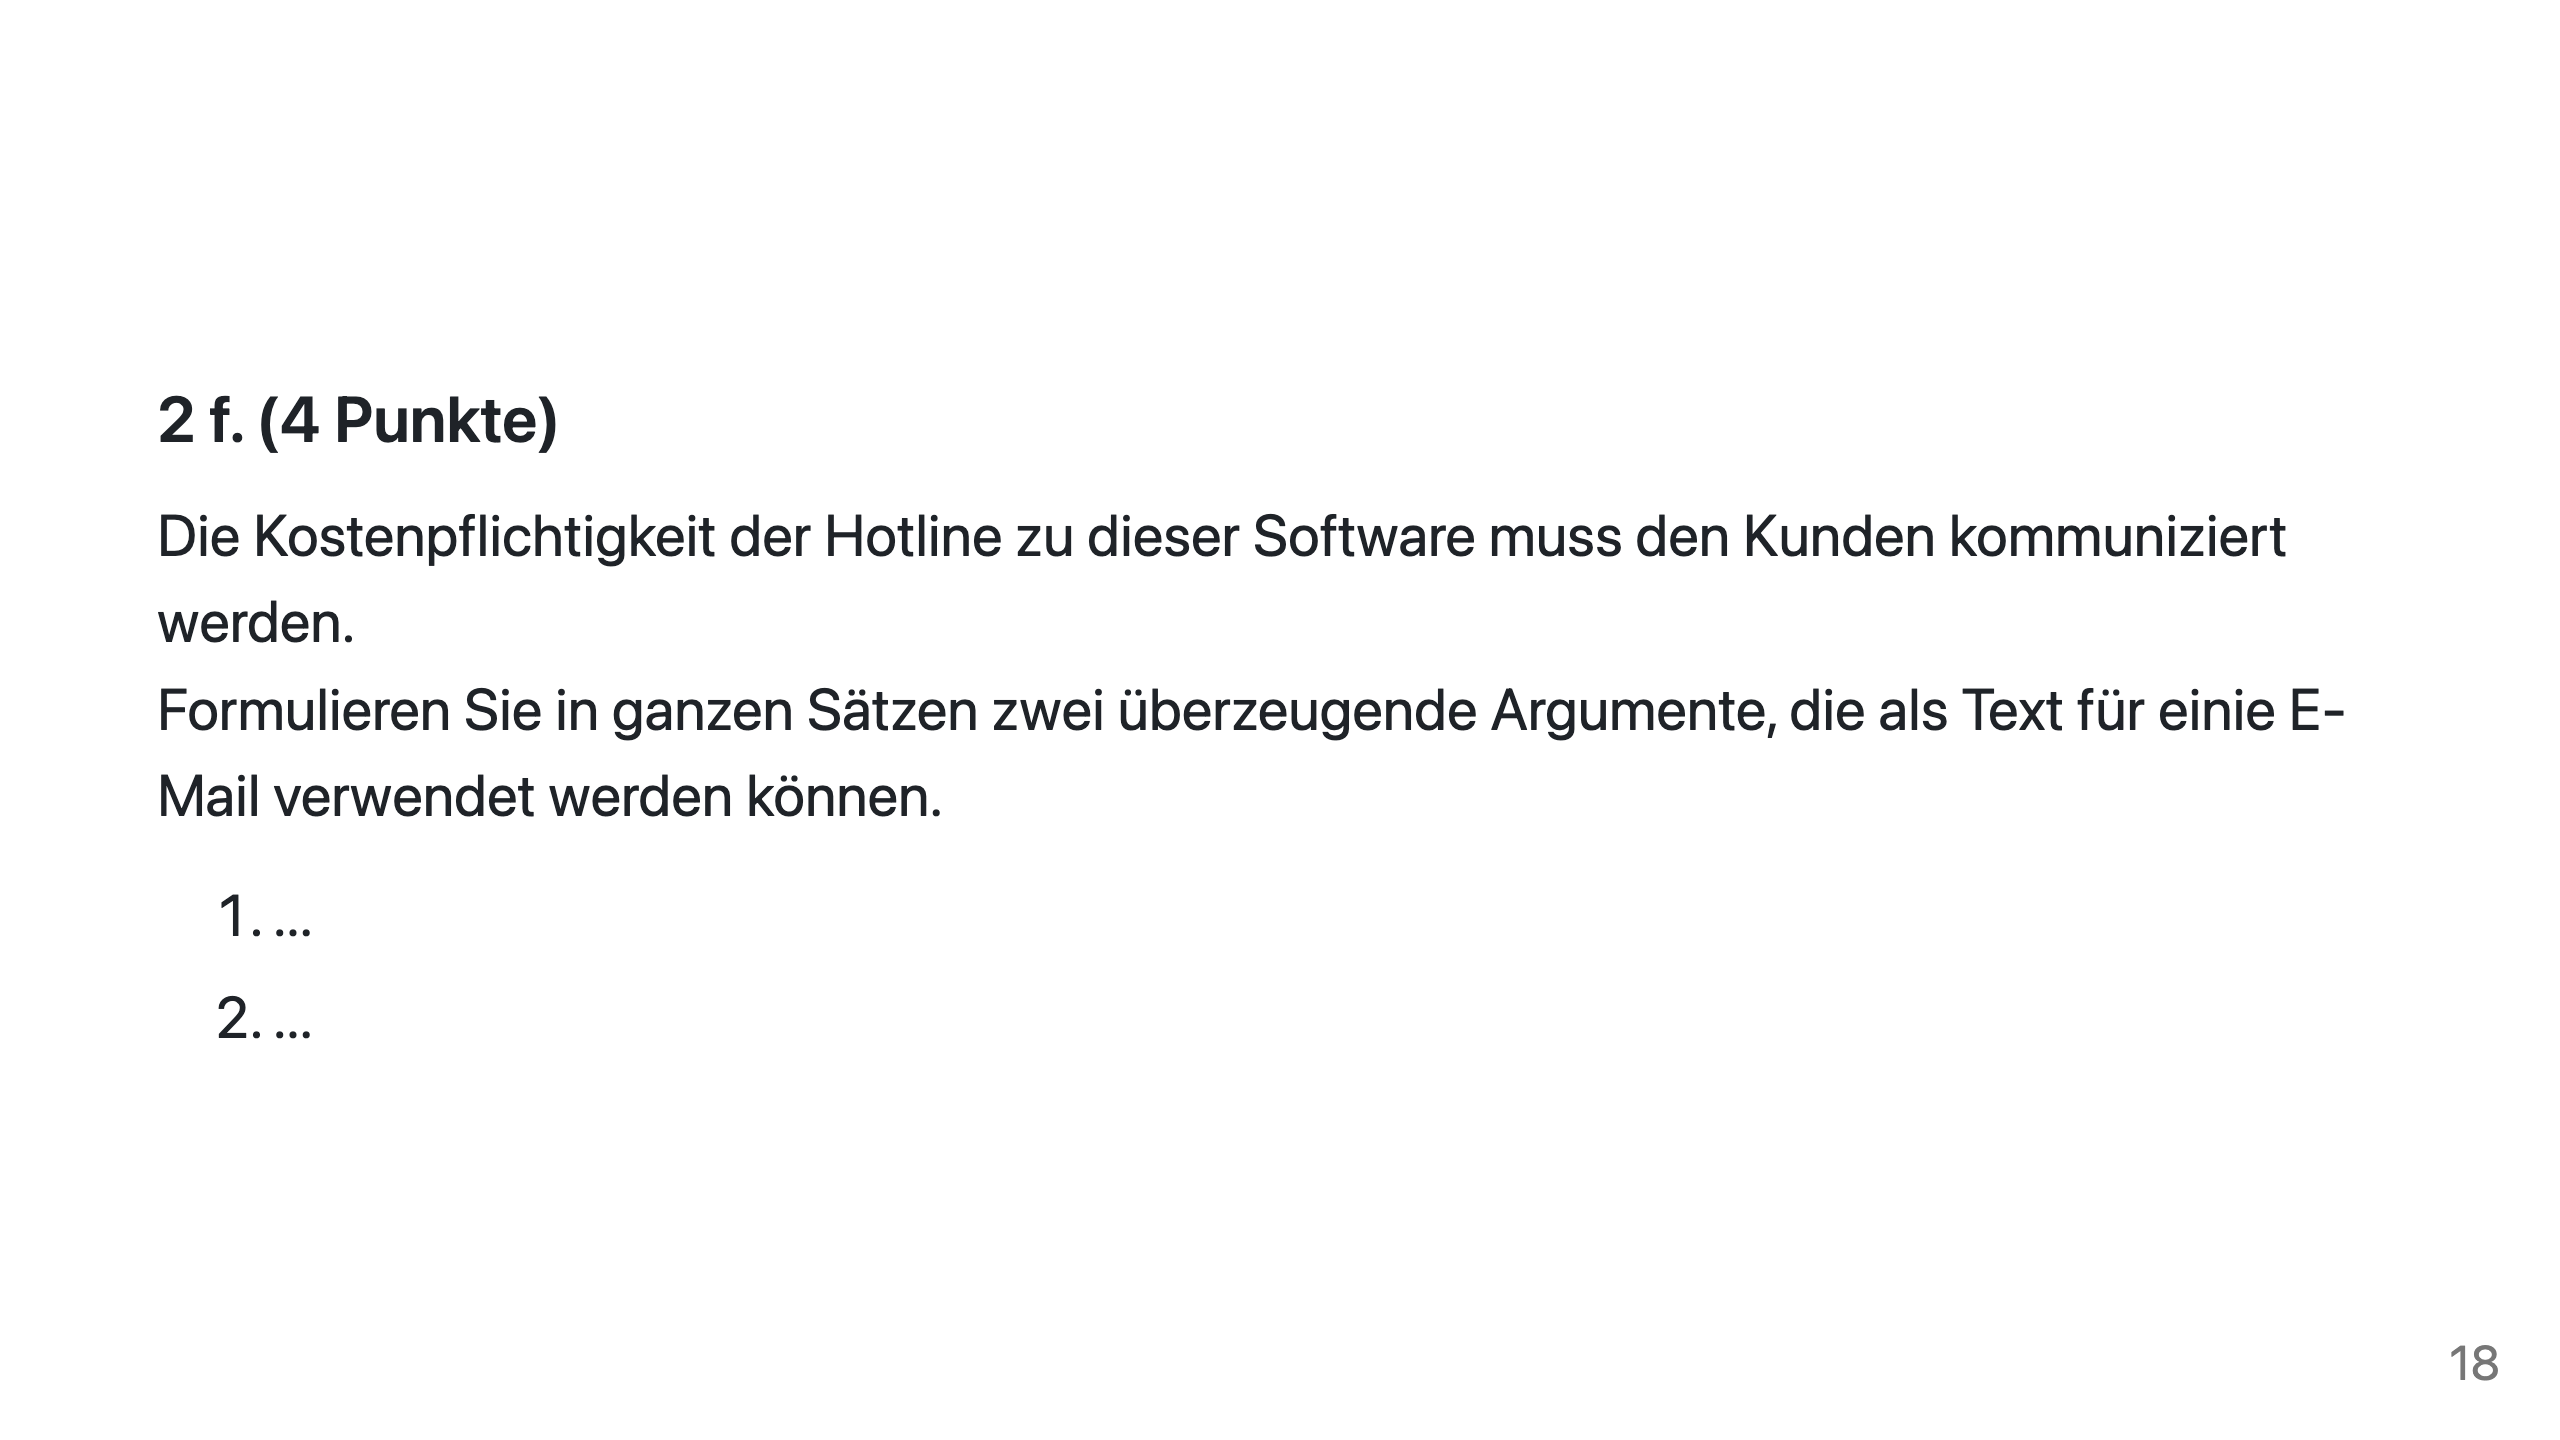 2 f. (4 Punkte)
Die Kostenpflichtigkeit der Hotline zu dieser Software muss den Kunden kommuniziert
werden.
Formulieren Sie in ganzen Sätzen zwei überzeugende Argumente, die als Text für einie E-
Mail verwendet werden können.
1. ...
2. ...
18